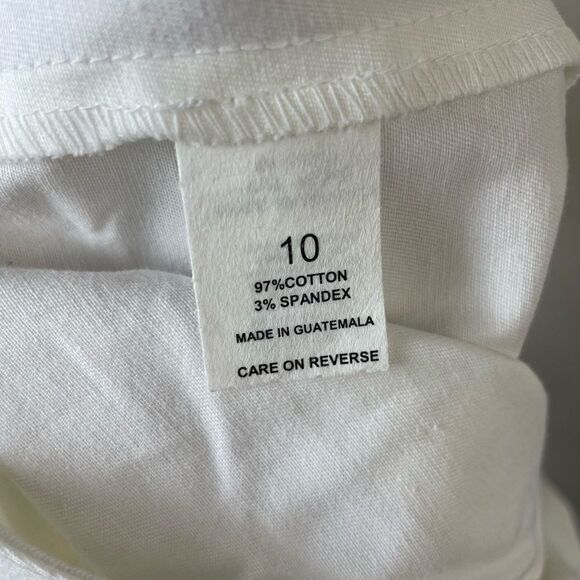 10
97%COTTON
3% SPANDEX
MADE IN GUATEMALA
CARE ON REVERSE